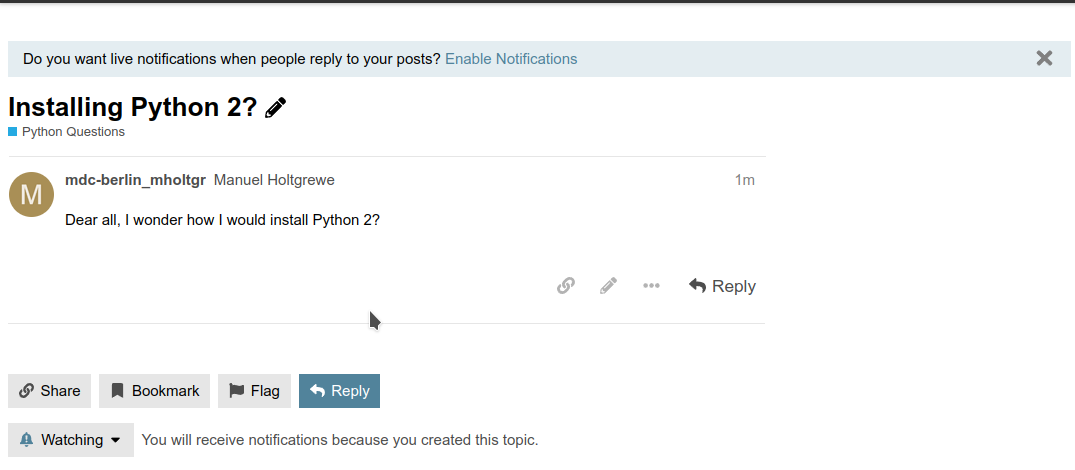 Do you want live notifications when people reply to your posts? Enable Notifications
Installing Python 2?
Python Questions
M
mdc-berlin_mholtgr Manuel Holtgrewe 1m
Dear all, I wonder how I would install Python 2?
Reply
Share Bookmark Flag Reply
Watching You will receive notifications because you created this topic.